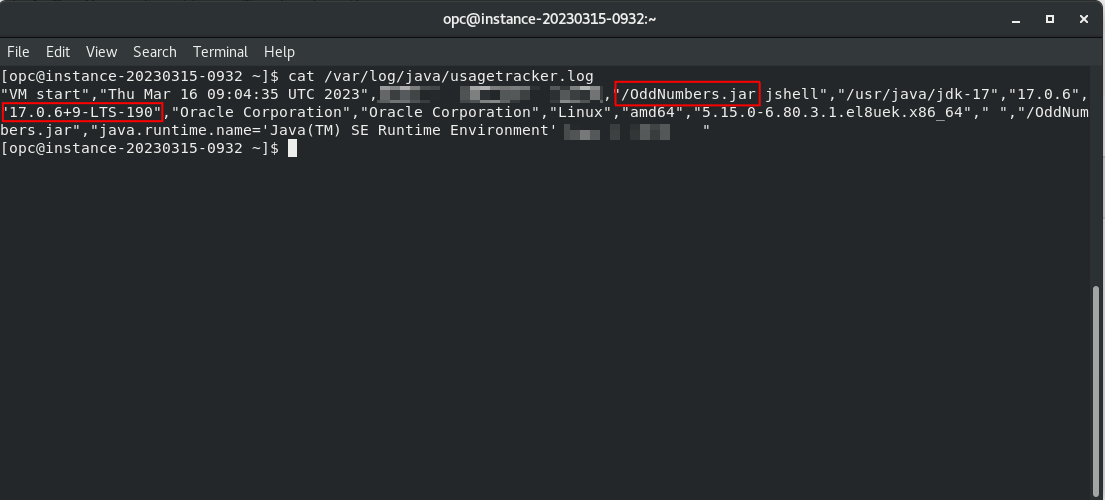 opc@instance-20230315-0932:~
File Edit View Search Terminal Help
[opc@instance-20230315-0932 ~]$ cat /var/log/java/usagetracker.log
"VM start","Thu Mar 16 09:04:35 UTC 2023", ,"/OddNumbers.jar jshell","/usr/java/jdk-17","17.0.6",
"17.0.6+9-LTS-190","Oracle Corporation","Oracle Corporation","Linux","amd64","5.15.0-6.80.3.1.el8uek.x86_64"," ","/OddNum
bers.jar","java.runtime.name='Java(TM) SE Runtime Environment' "
[opc@instance-20230315-0932 ~]$